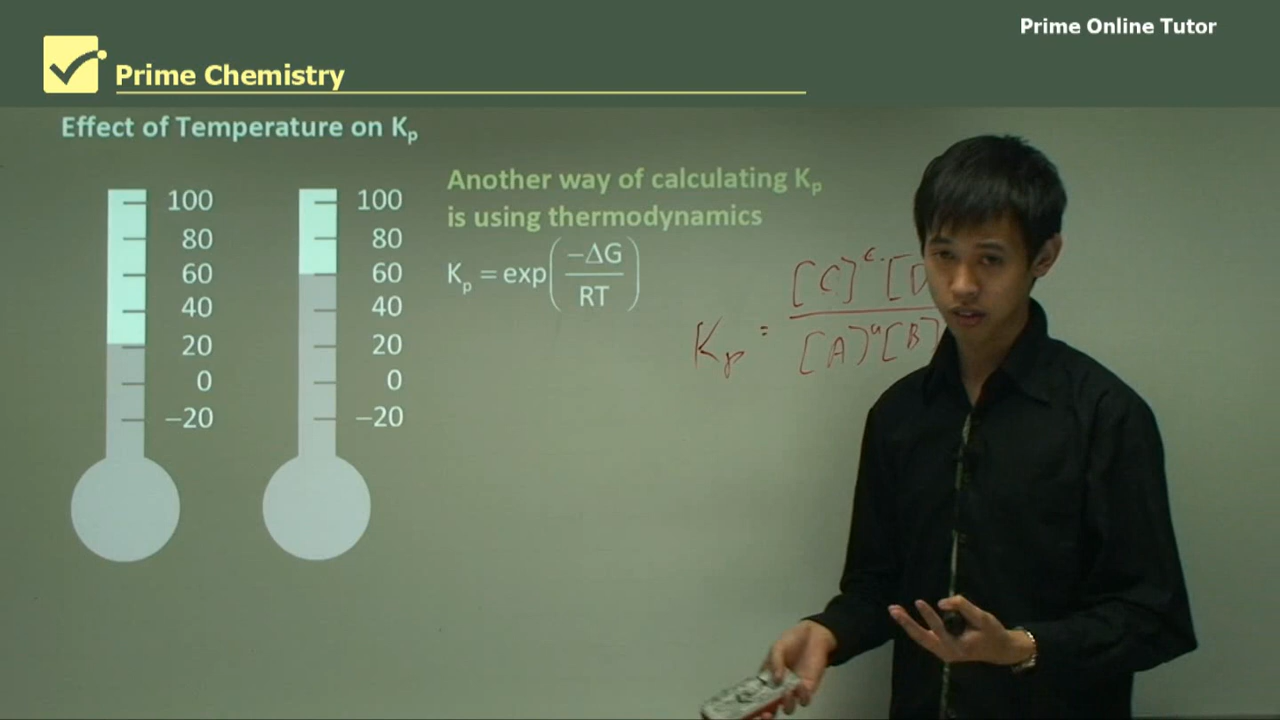 Prime Online Tutor
Prime Chemistry
Effect of Temperature on Kp
100 100
80 80
60 60
40 40
20 20
0 0
−20 −20
Another way of calculating Kp
is using thermodynamics
Kp = exp(−ΔG/RT)
Kp = [C]ᶜ·[D
[A]ᵃ[B]